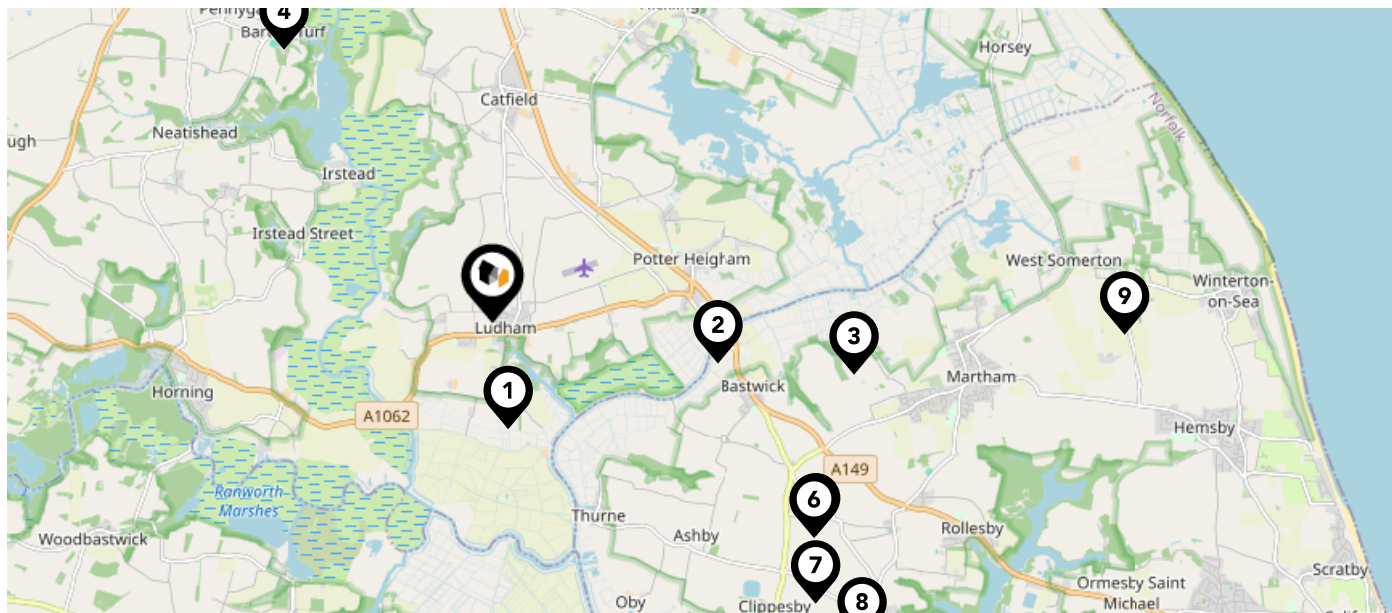 4
Horsey
Catfield
Neatishead
ugh
Norfolk
Irstead
Irstead Street
Potter Heigham
West Somerton
Winterton-
on-Sea
9
Ludham
2
3
Bastwick
Martham
1
Horning
A1062
Hemsby
A149
Ranworth
Marshes
6
Thurne
Rollesby
Ashby
Woodbastwick
7
Scratby
Ormesby Saint
Michael
Oby
Clippesby
8